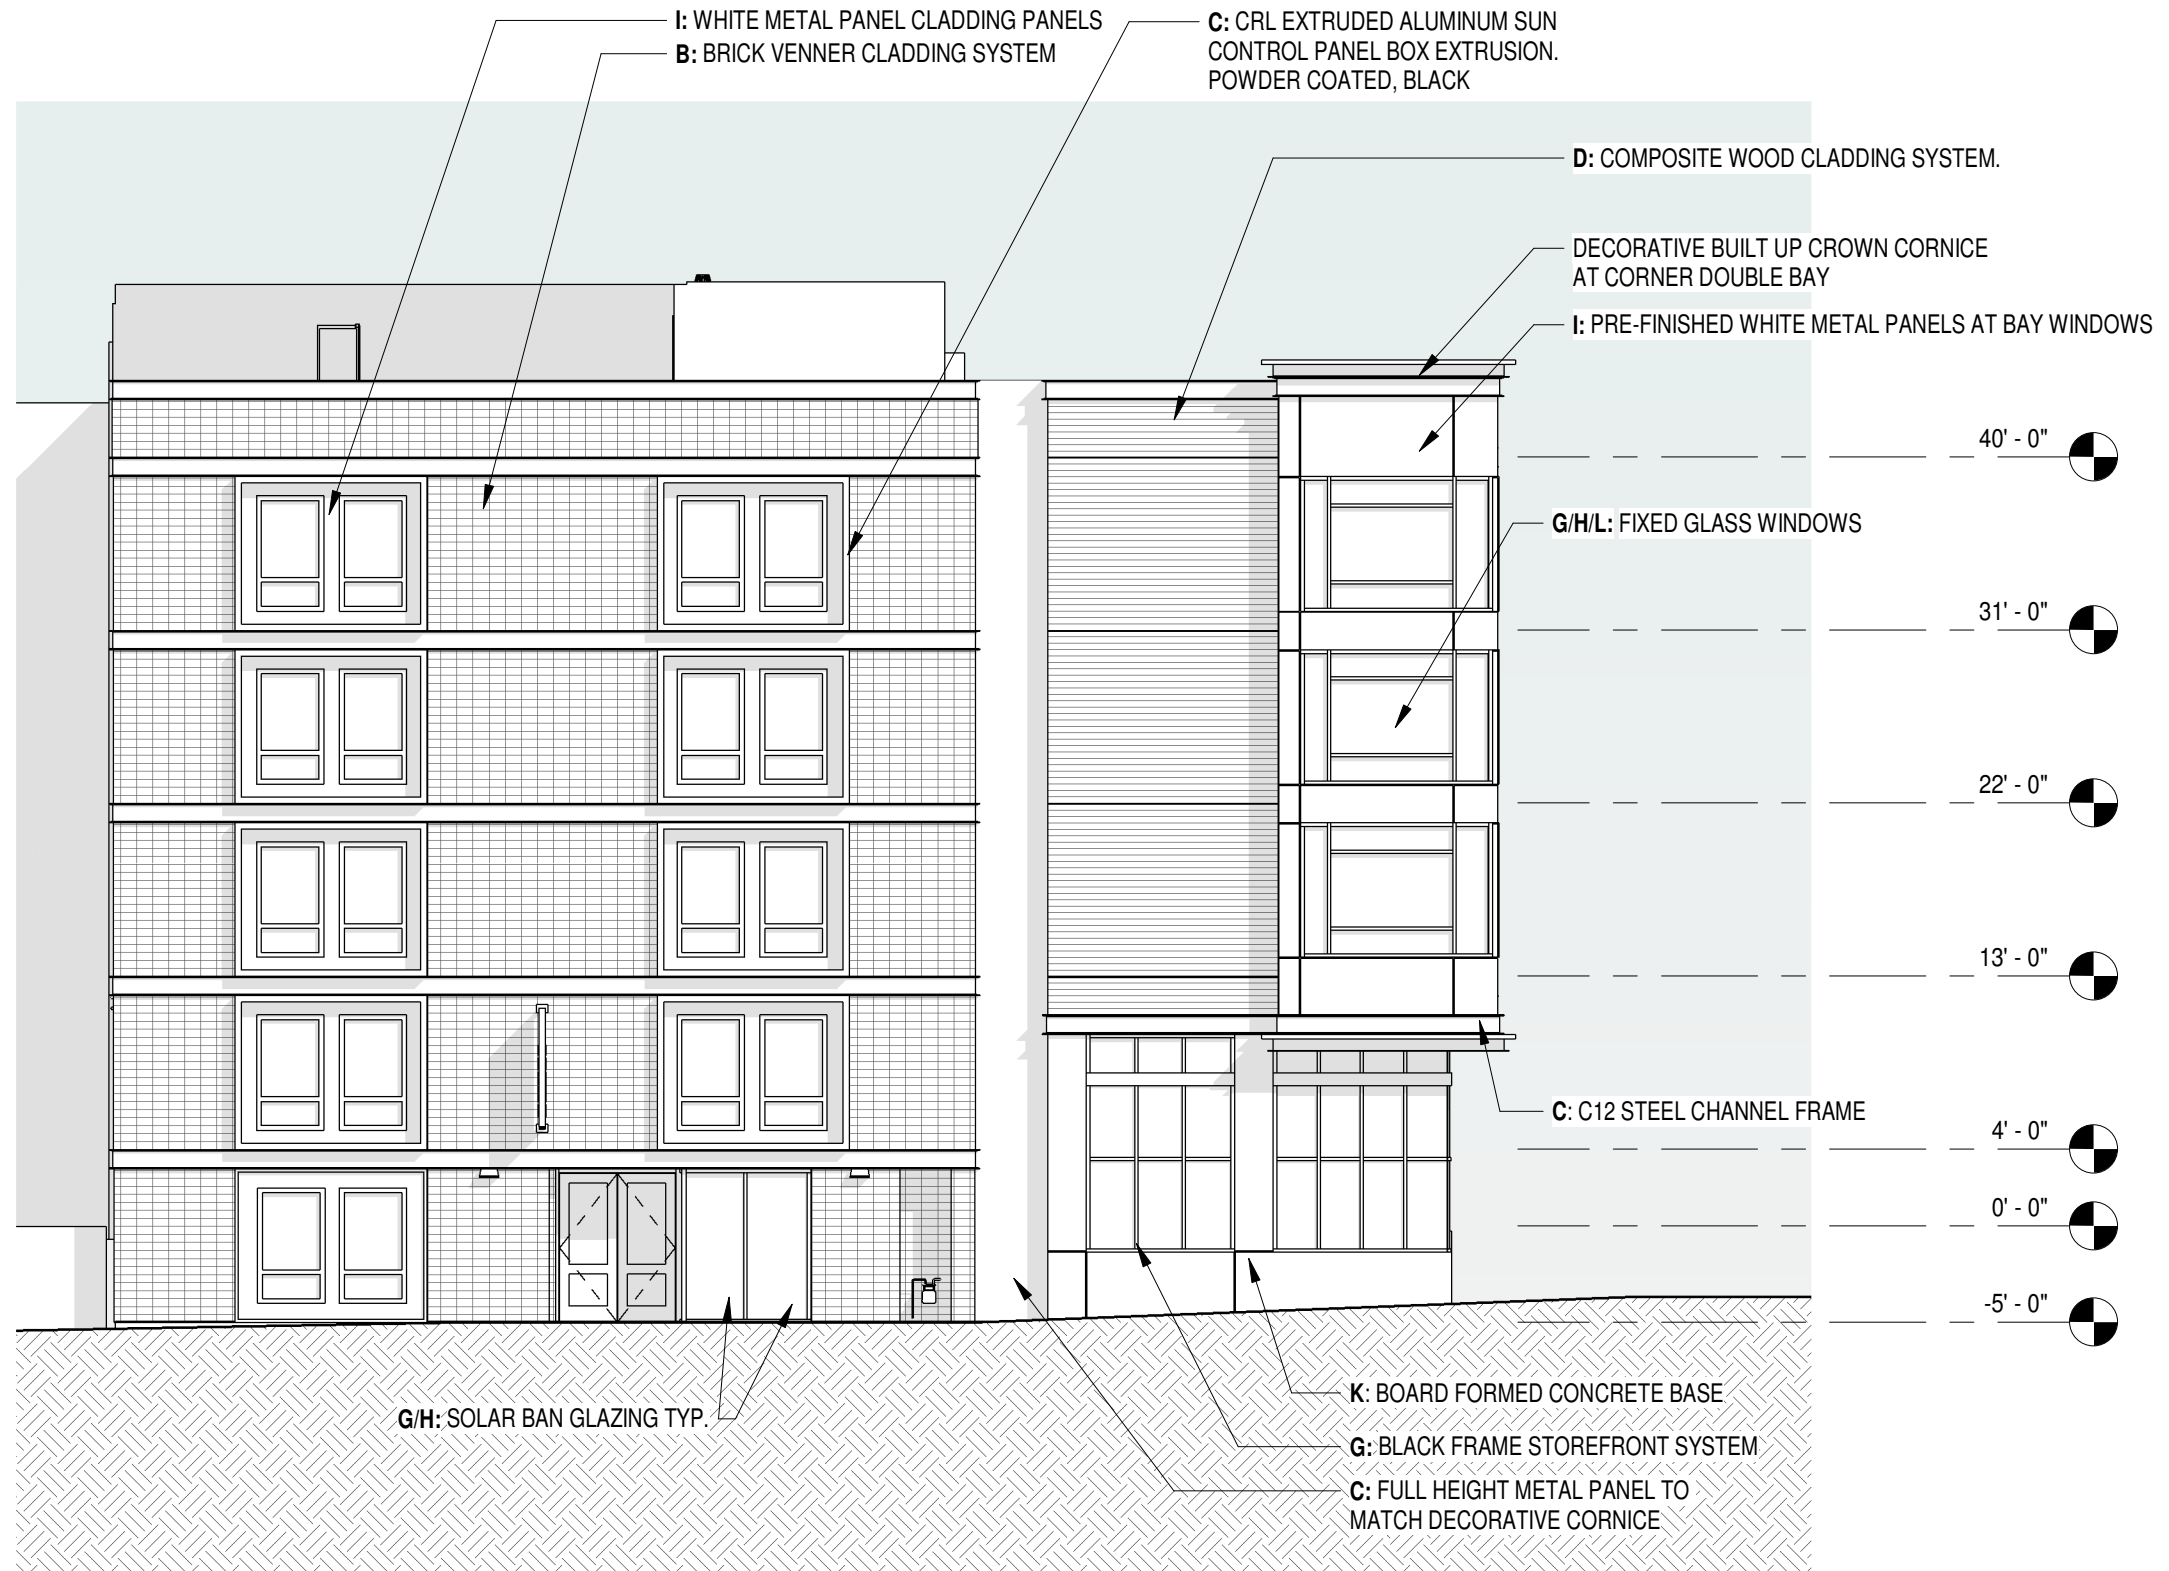 I: WHITE METAL PANEL CLADDING PANELS
B: BRICK VENNER CLADDING SYSTEM
C: CRL EXTRUDED ALUMINUM SUN
CONTROL PANEL BOX EXTRUSION.
POWDER COATED, BLACK
D: COMPOSITE WOOD CLADDING SYSTEM.
DECORATIVE BUILT UP CROWN CORNICE
AT CORNER DOUBLE BAY
I: PRE-FINISHED WHITE METAL PANELS AT BAY WINDOWS
40' - 0"
G/H/L: FIXED GLASS WINDOWS
31' - 0"
22' - 0"
13' - 0"
C: C12 STEEL CHANNEL FRAME
4' - 0"
0' - 0"
-5' - 0"
K: BOARD FORMED CONCRETE BASE
G/H: SOLAR BAN GLAZING TYP.
G: BLACK FRAME STOREFRONT SYSTEM
C: FULL HEIGHT METAL PANEL TO
MATCH DECORATIVE CORNICE